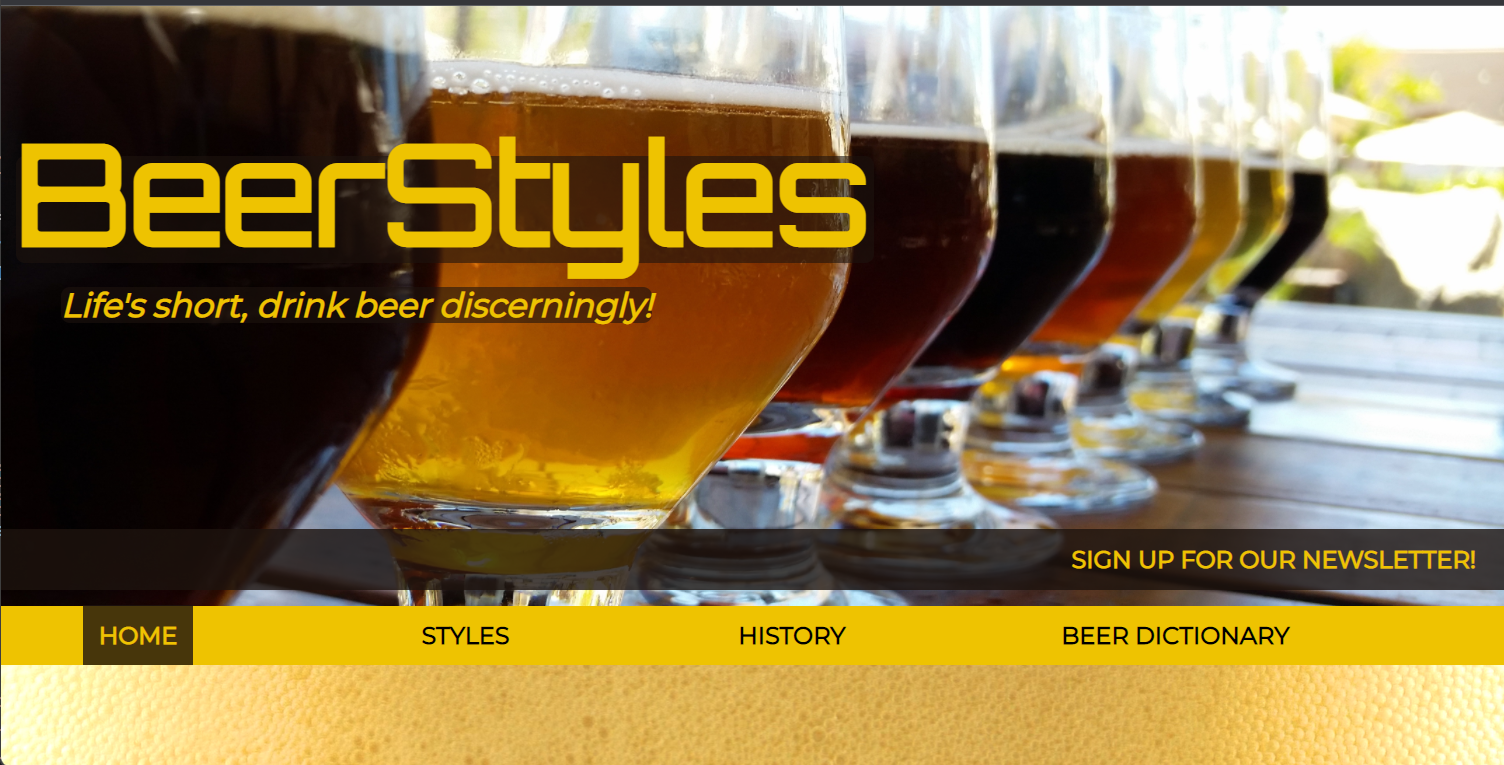 BeerStyles
Life's short, drink beer discerningly!
SIGN UP FOR OUR NEWSLETTER!
HOME STYLES HISTORY BEER DICTIONARY